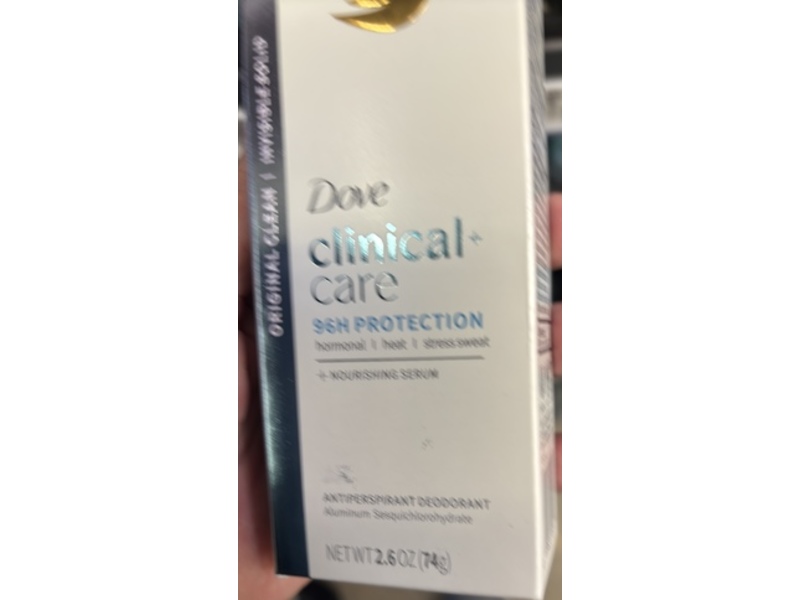 ORIGINAL CLEAN | INVISIBLE SOLID
Dove
clinical+
care
96H PROTECTION
hormonal | heat | stress sweat
+ NOURISHING SERUM
ANTIPERSPIRANT DEODORANT
Aluminum Sesquichlorohydrate
NET WT 2.6 OZ (74g)